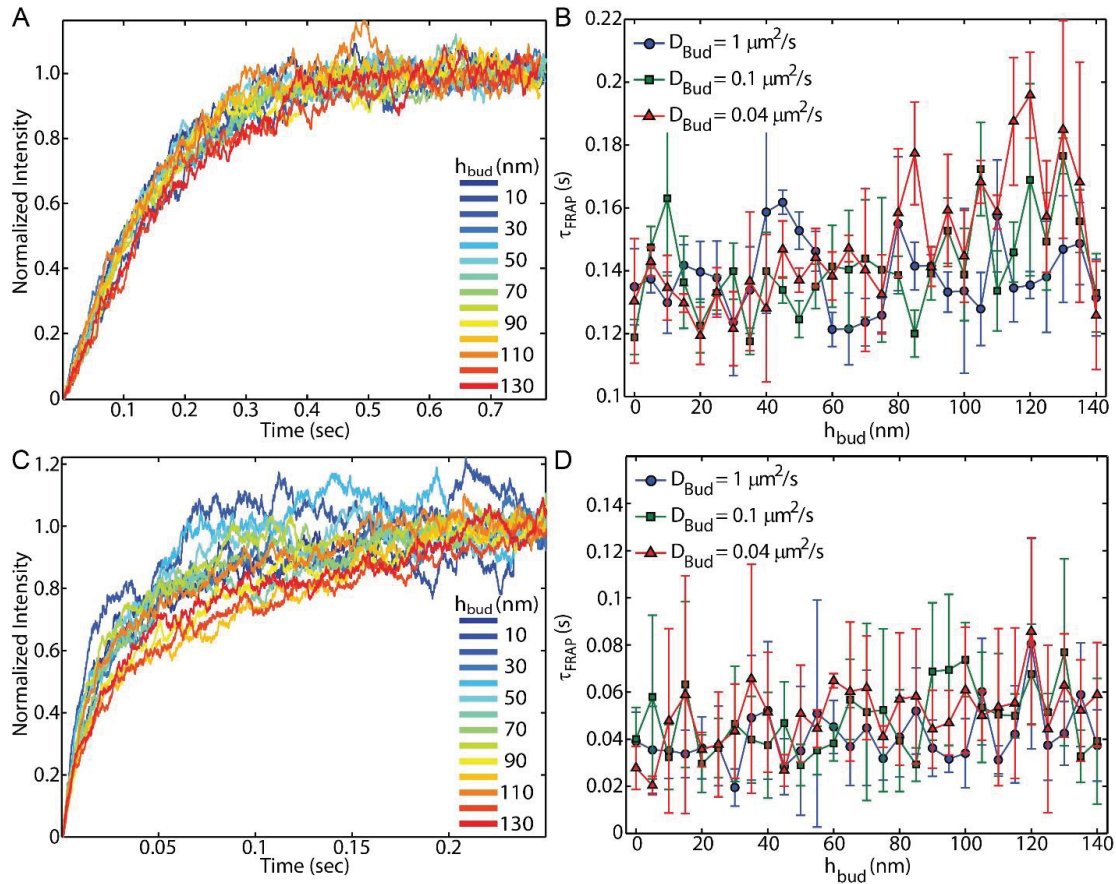 A
Normalized Intensity
1.0
0.8
0.6
0.4
0.2
0
0.1 0.2 0.3 0.4 0.5 0.6 0.7
Time (sec)
h_bud (nm)
10
30
50
70
90
110
130
B
τ_FRAP (s)
0.22
0.2
0.18
0.16
0.14
0.12
0.1
0 20 40 60 80 100 120 140
h_bud (nm)
D_Bud = 1 μm²/s
D_Bud = 0.1 μm²/s
D_Bud = 0.04 μm²/s
C
Normalized Intensity
1.2
1.0
0.8
0.6
0.4
0.2
0
0.05 0.1 0.15 0.2
Time (sec)
h_bud (nm)
10
30
50
70
90
110
130
D
τ_FRAP (s)
0.14
0.12
0.1
0.08
0.06
0.04
0.02
0
0 20 40 60 80 100 120 140
h_bud (nm)
D_Bud = 1 μm²/s
D_Bud = 0.1 μm²/s
D_Bud = 0.04 μm²/s